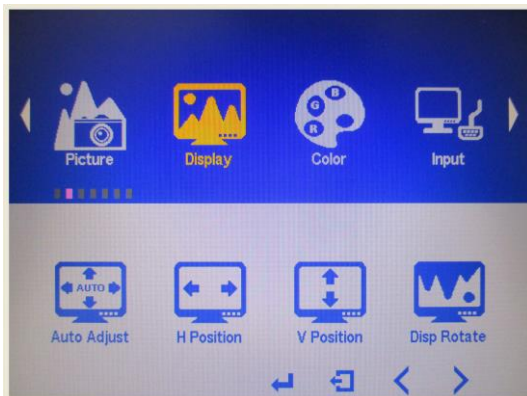 Picture
Display
B
G
R
Color
Input
AUTO
Auto Adjust
H Position
V Position
Disp Rotate